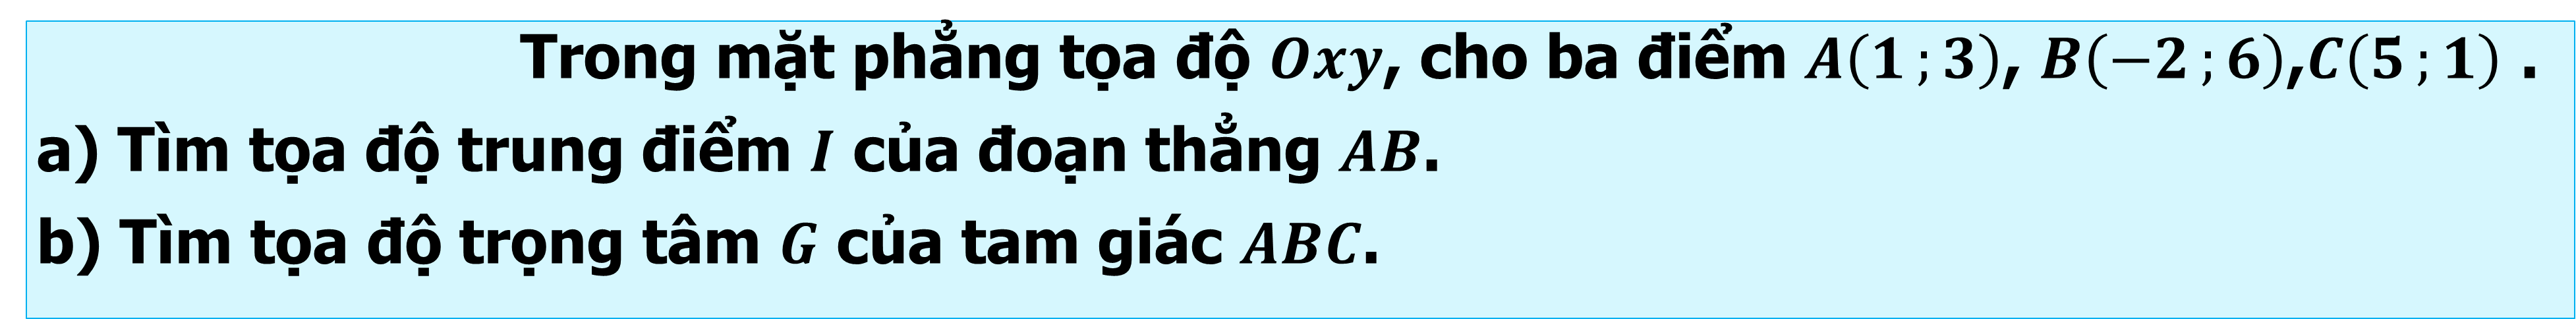 Trong mặt phẳng tọa độ Oxy, cho ba điểm A(1 ; 3), B(−2 ; 6),C(5 ; 1) .
a) Tìm tọa độ trung điểm I của đoạn thẳng AB.
b) Tìm tọa độ trọng tâm G của tam giác ABC.